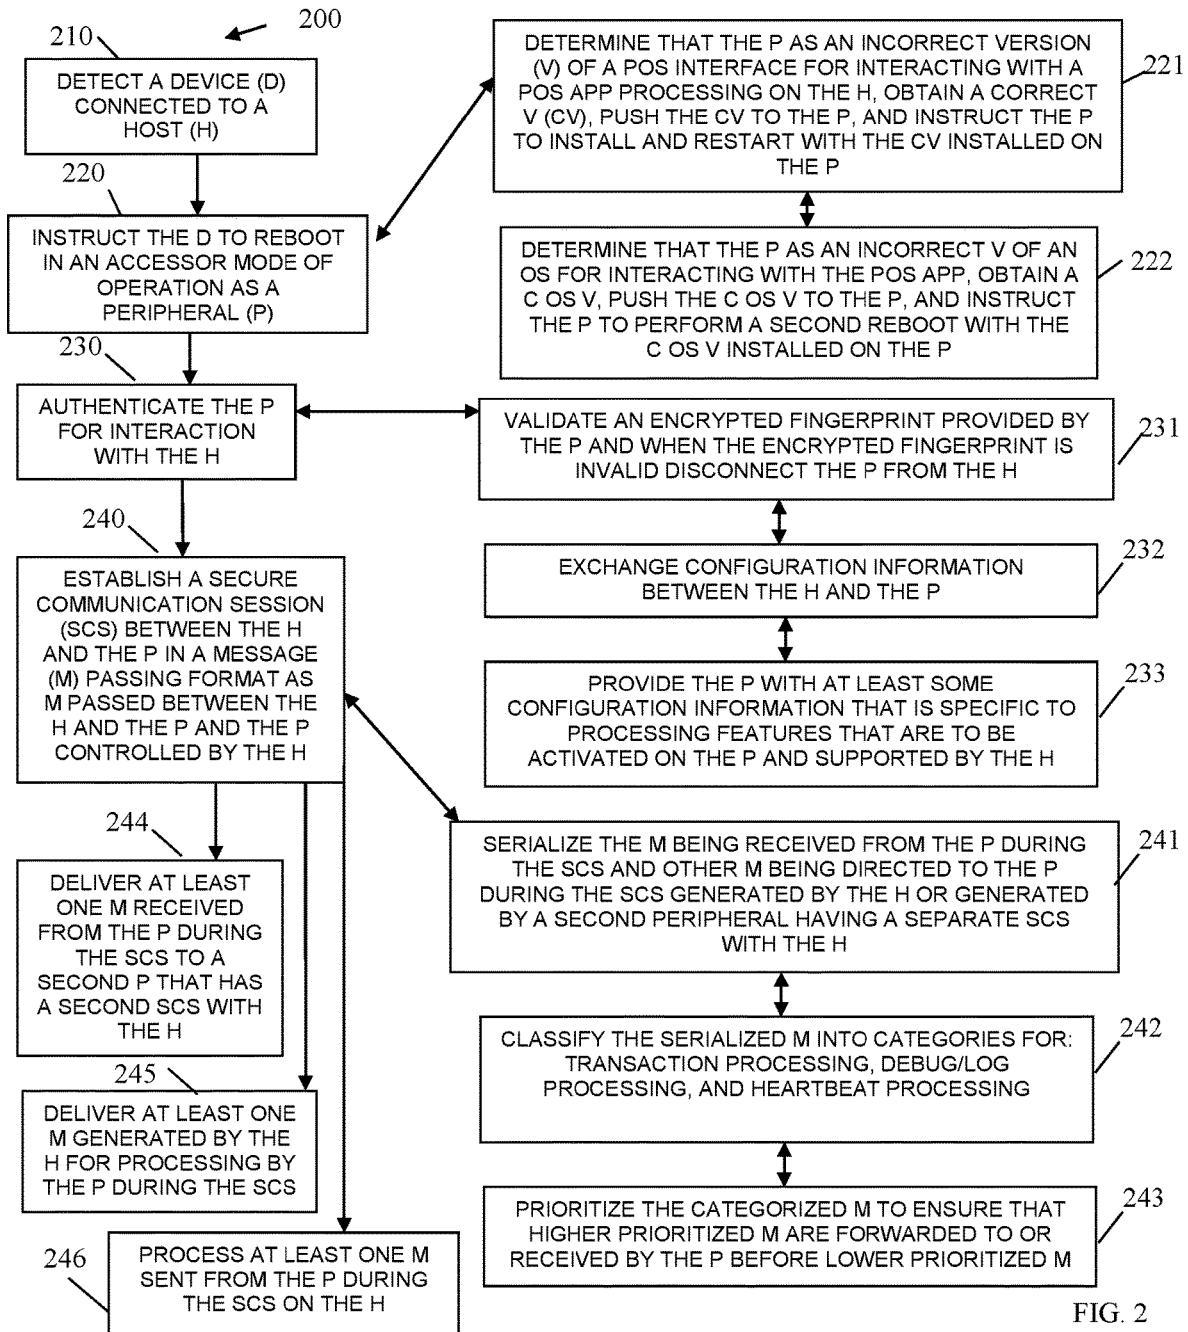 200
210
DETECT A DEVICE (D)
CONNECTED TO A
HOST (H)
220
INSTRUCT THE D TO REBOOT
IN AN ACCESSOR MODE OF
OPERATION AS A
PERIPHERAL (P)
230
AUTHENTICATE THE P
FOR INTERACTION
WITH THE H
240
ESTABLISH A SECURE
COMMUNICATION SESSION
(SCS) BETWEEN THE H
AND THE P IN A MESSAGE
(M) PASSING FORMAT AS
M PASSED BETWEEN THE
H AND THE P AND THE P
CONTROLLED BY THE H
244
DELIVER AT LEAST
ONE M RECEIVED
FROM THE P DURING
THE SCS TO A
SECOND P THAT HAS
A SECOND SCS WITH
THE H
245
DELIVER AT LEAST ONE
M GENERATED BY THE
H FOR PROCESSING BY
THE P DURING THE SCS
246
PROCESS AT LEAST ONE M
SENT FROM THE P DURING
THE SCS ON THE H
DETERMINE THAT THE P AS AN INCORRECT VERSION
(V) OF A POS INTERFACE FOR INTERACTING WITH A
POS APP PROCESSING ON THE H, OBTAIN A CORRECT
V (CV), PUSH THE CV TO THE P, AND INSTRUCT THE P
TO INSTALL AND RESTART WITH THE CV INSTALLED ON
THE P
221
DETERMINE THAT THE P AS AN INCORRECT V OF AN
OS FOR INTERACTING WITH THE POS APP, OBTAIN A
C OS V, PUSH THE C OS V TO THE P, AND INSTRUCT
THE P TO PERFORM A SECOND REBOOT WITH THE
C OS V INSTALLED ON THE P
222
VALIDATE AN ENCRYPTED FINGERPRINT PROVIDED BY
THE P AND WHEN THE ENCRYPTED FINGERPRINT IS
INVALID DISCONNECT THE P FROM THE H
231
EXCHANGE CONFIGURATION INFORMATION
BETWEEN THE H AND THE P
232
PROVIDE THE P WITH AT LEAST SOME
CONFIGURATION INFORMATION THAT IS SPECIFIC TO
PROCESSING FEATURES THAT ARE TO BE
ACTIVATED ON THE P AND SUPPORTED BY THE H
233
SERIALIZE THE M BEING RECEIVED FROM THE P DURING
THE SCS AND OTHER M BEING DIRECTED TO THE P
DURING THE SCS GENERATED BY THE H OR GENERATED
BY A SECOND PERIPHERAL HAVING A SEPARATE SCS
WITH THE H
241
CLASSIFY THE SERIALIZED M INTO CATEGORIES FOR:
TRANSACTION PROCESSING, DEBUG/LOG
PROCESSING, AND HEARTBEAT PROCESSING
242
PRIORITIZE THE CATEGORIZED M TO ENSURE THAT
HIGHER PRIORITIZED M ARE FORWARDED TO OR
RECEIVED BY THE P BEFORE LOWER PRIORITIZED M
243
FIG. 2